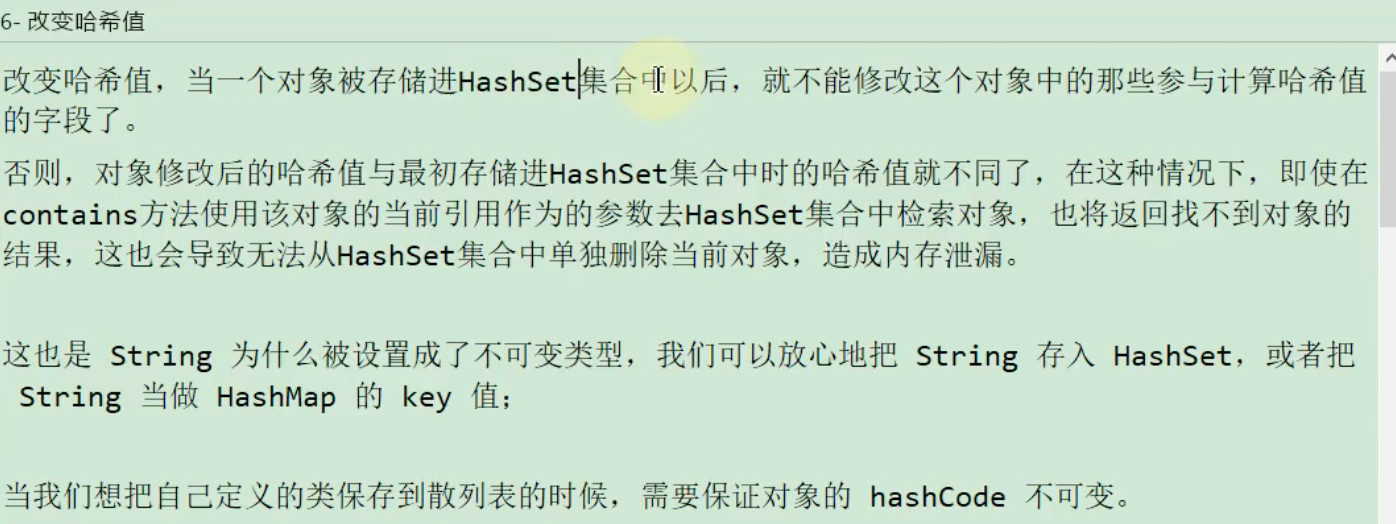 6- 改变哈希值
改变哈希值，当一个对象被存储进HashSet集合中以后，就不能修改这个对象中的那些参与计算哈希值
的字段了。
否则，对象修改后的哈希值与最初存储进HashSet集合中时的哈希值就不同了，在这种情况下，即使在
contains方法使用该对象的当前引用作为的参数去HashSet集合中检索对象，也将返回找不到对象的
结果，这也会导致无法从HashSet集合中单独删除当前对象，造成内存泄漏。
这也是 String 为什么被设置成了不可变类型，我们可以放心地把 String 存入 HashSet，或者把
String 当做 HashMap 的 key 值；
当我们想把自己定义的类保存到散列表的时候，需要保证对象的 hashCode 不可变。